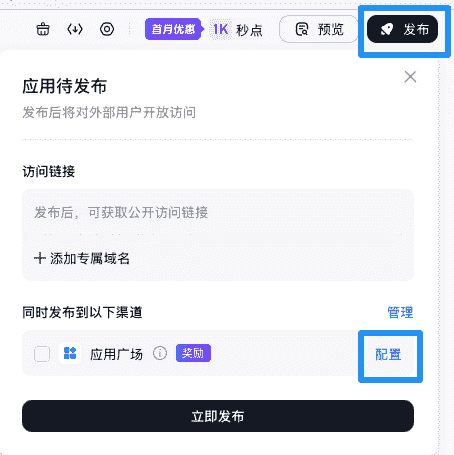 首月优惠 1K 秒点 预览 发布
应用待发布
发布后将对外部用户开放访问
访问链接
发布后，可获取公开访问链接
添加专属域名
同时发布到以下渠道 管理
应用广场 奖励 配置
立即发布